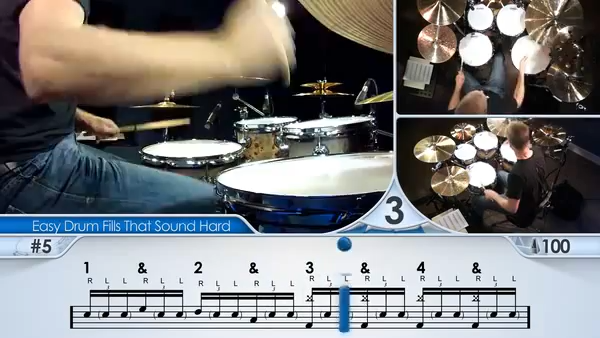 3
Easy Drum Fills That Sound Hard
#5 100
1 & 2 & 3 & 4 &
R L L R L L R L L R L L R L L R L L R L L R L L